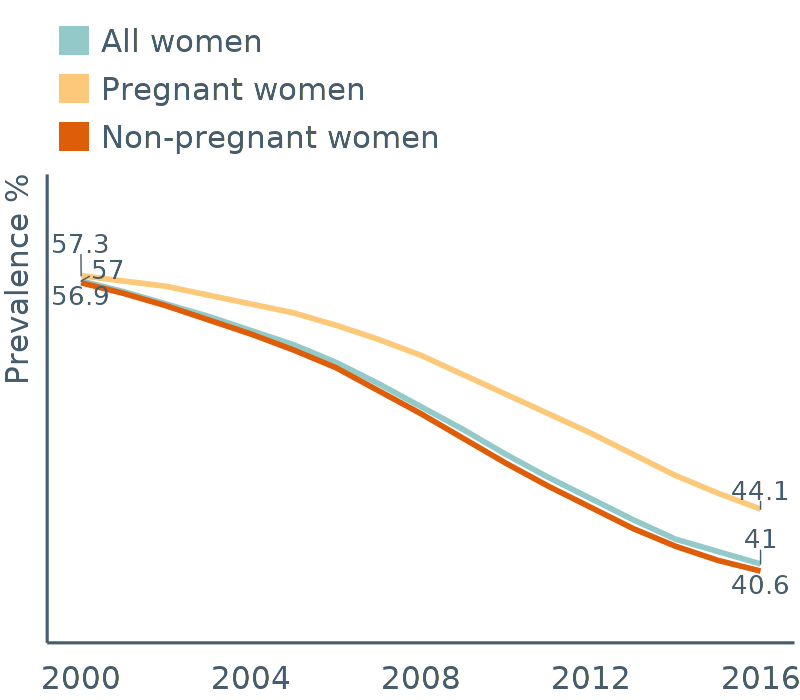 All women
Pregnant women
Non-pregnant women
Prevalence %
57.3
57
56.9
44.1
41
40.6
2000 2004 2008 2012 2016